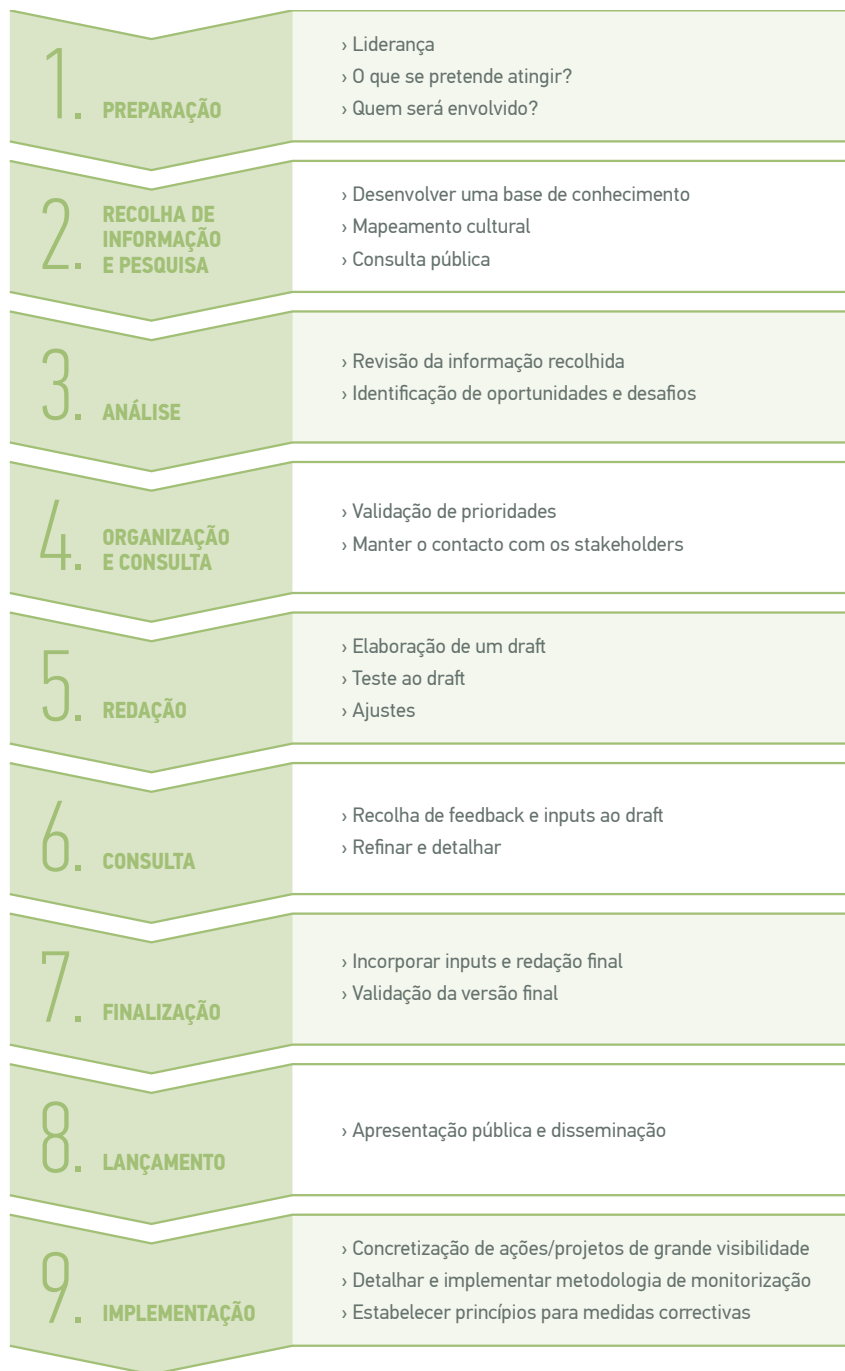 1. PREPARAÇÃO
› Liderança
› O que se pretende atingir?
› Quem será envolvido?
2. RECOLHA DE
INFORMAÇÃO
E PESQUISA
› Desenvolver uma base de conhecimento
› Mapeamento cultural
› Consulta pública
3. ANÁLISE
› Revisão da informação recolhida
› Identificação de oportunidades e desafios
4. ORGANIZAÇÃO
E CONSULTA
› Validação de prioridades
› Manter o contacto com os stakeholders
5. REDAÇÃO
› Elaboração de um draft
› Teste ao draft
› Ajustes
6. CONSULTA
› Recolha de feedback e inputs ao draft
› Refinar e detalhar
7. FINALIZAÇÃO
› Incorporar inputs e redação final
› Validação da versão final
8. LANÇAMENTO
› Apresentação pública e disseminação
9. IMPLEMENTAÇÃO
› Concretização de ações/projetos de grande visibilidade
› Detalhar e implementar metodologia de monitorização
› Estabelecer princípios para medidas correctivas